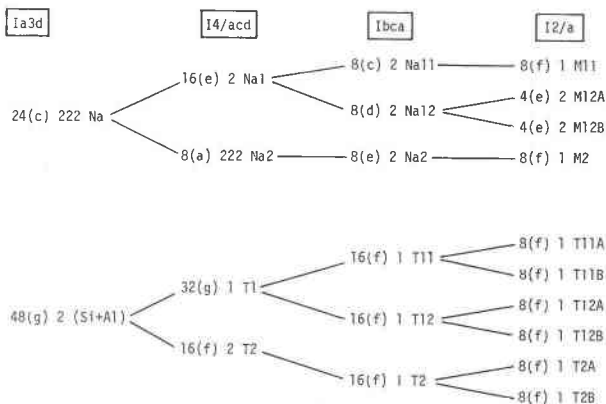 Ia3d I4/acd Ibca I2/a
8(c) 2 Na11 8(f) 1 M11
16(e) 2 Na1
4(e) 2 M12A
24(c) 222 Na 8(d) 2 Na12
4(e) 2 M12B
8(a) 222 Na2 8(e) 2 Na2 8(f) 1 M2
8(f) 1 T11A
16(f) 1 T11
8(f) 1 T11B
32(g) 1 T1
8(f) 1 T12A
48(g) 2 (Si+Al) 16(f) 1 T12
8(f) 1 T12B
16(f) 2 T2
8(f) 1 T2A
16(f) 1 T2
8(f) 1 T2B